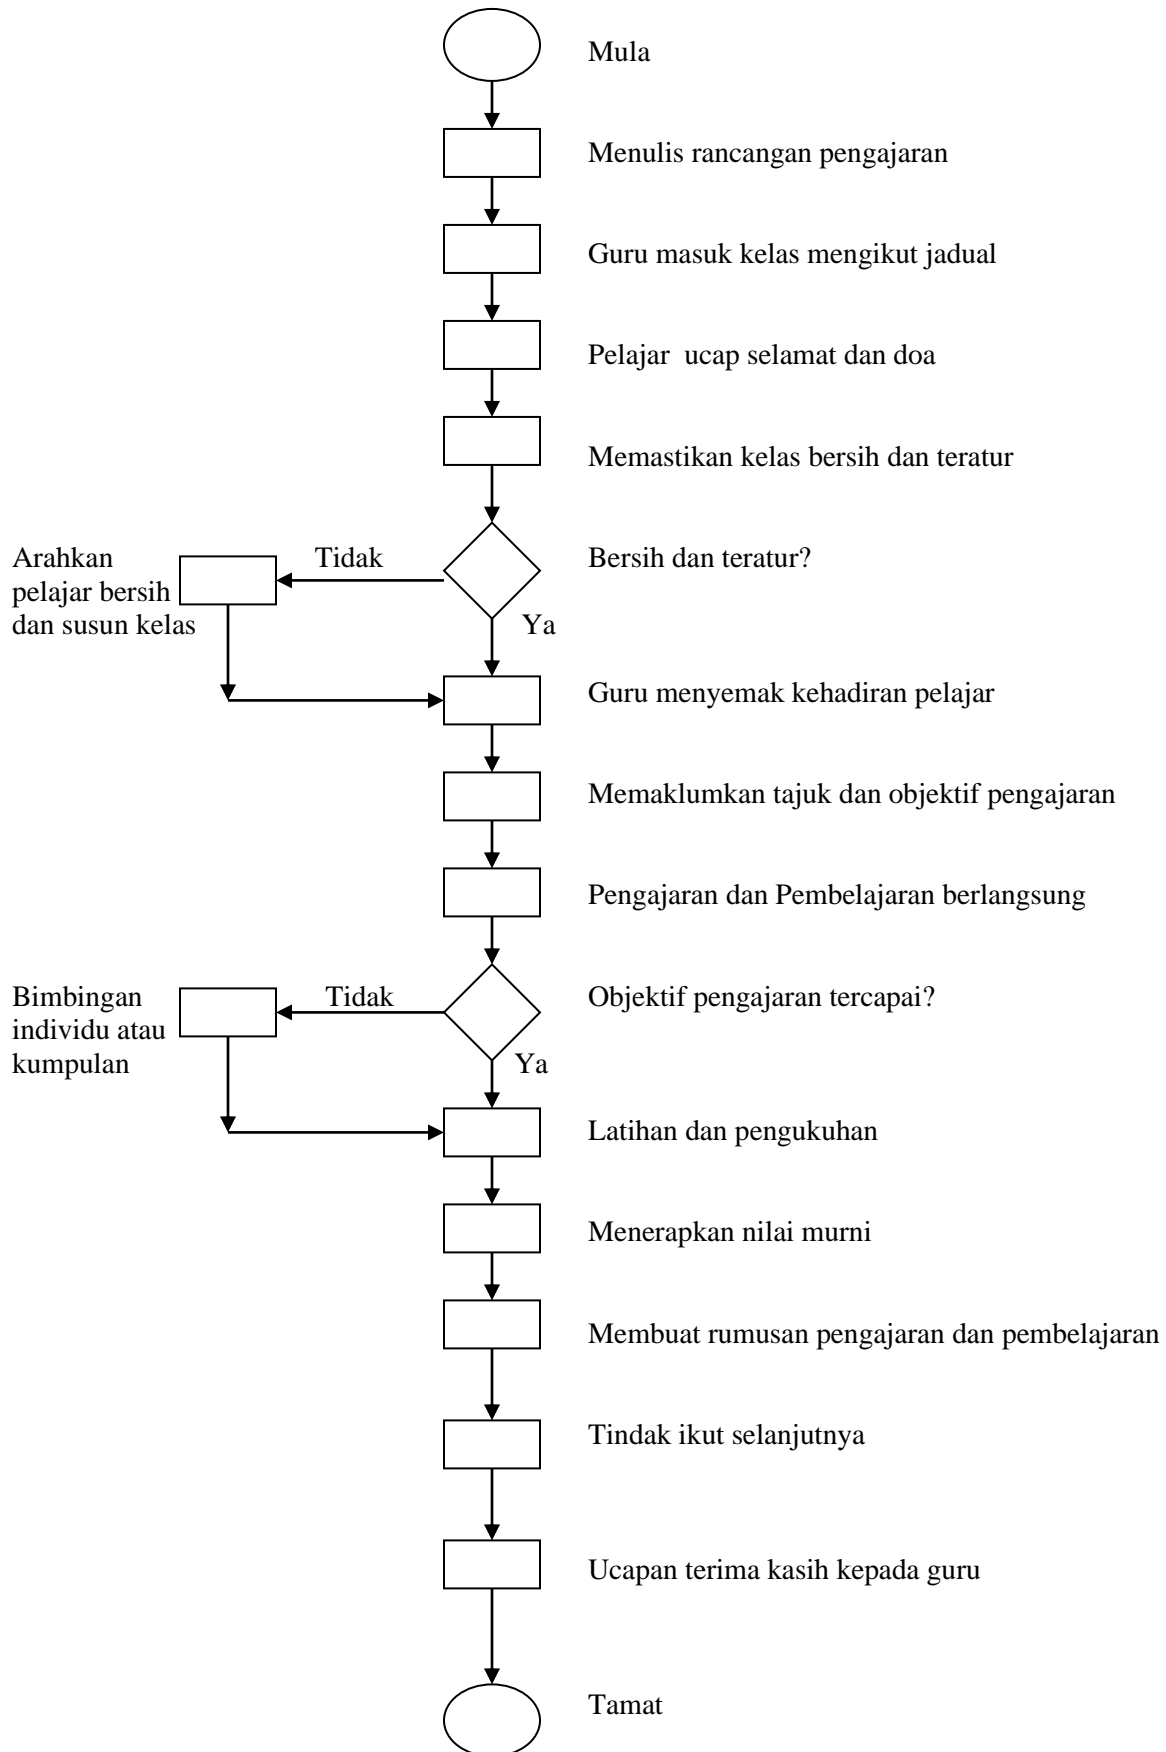 Mula
Menulis rancangan pengajaran
Guru masuk kelas mengikut jadual
Pelajar  ucap selamat dan doa
Memastikan kelas bersih dan teratur
Arahkan
pelajar bersih
dan susun kelas
Tidak
Bersih dan teratur?
Ya
Guru menyemak kehadiran pelajar
Memaklumkan tajuk dan objektif pengajaran
Pengajaran dan Pembelajaran berlangsung
Bimbingan
individu atau
kumpulan
Tidak
Objektif pengajaran tercapai?
Ya
Latihan dan pengukuhan
Menerapkan nilai murni
Membuat rumusan pengajaran dan pembelajaran
Tindak ikut selanjutnya
Ucapan terima kasih kepada guru
Tamat